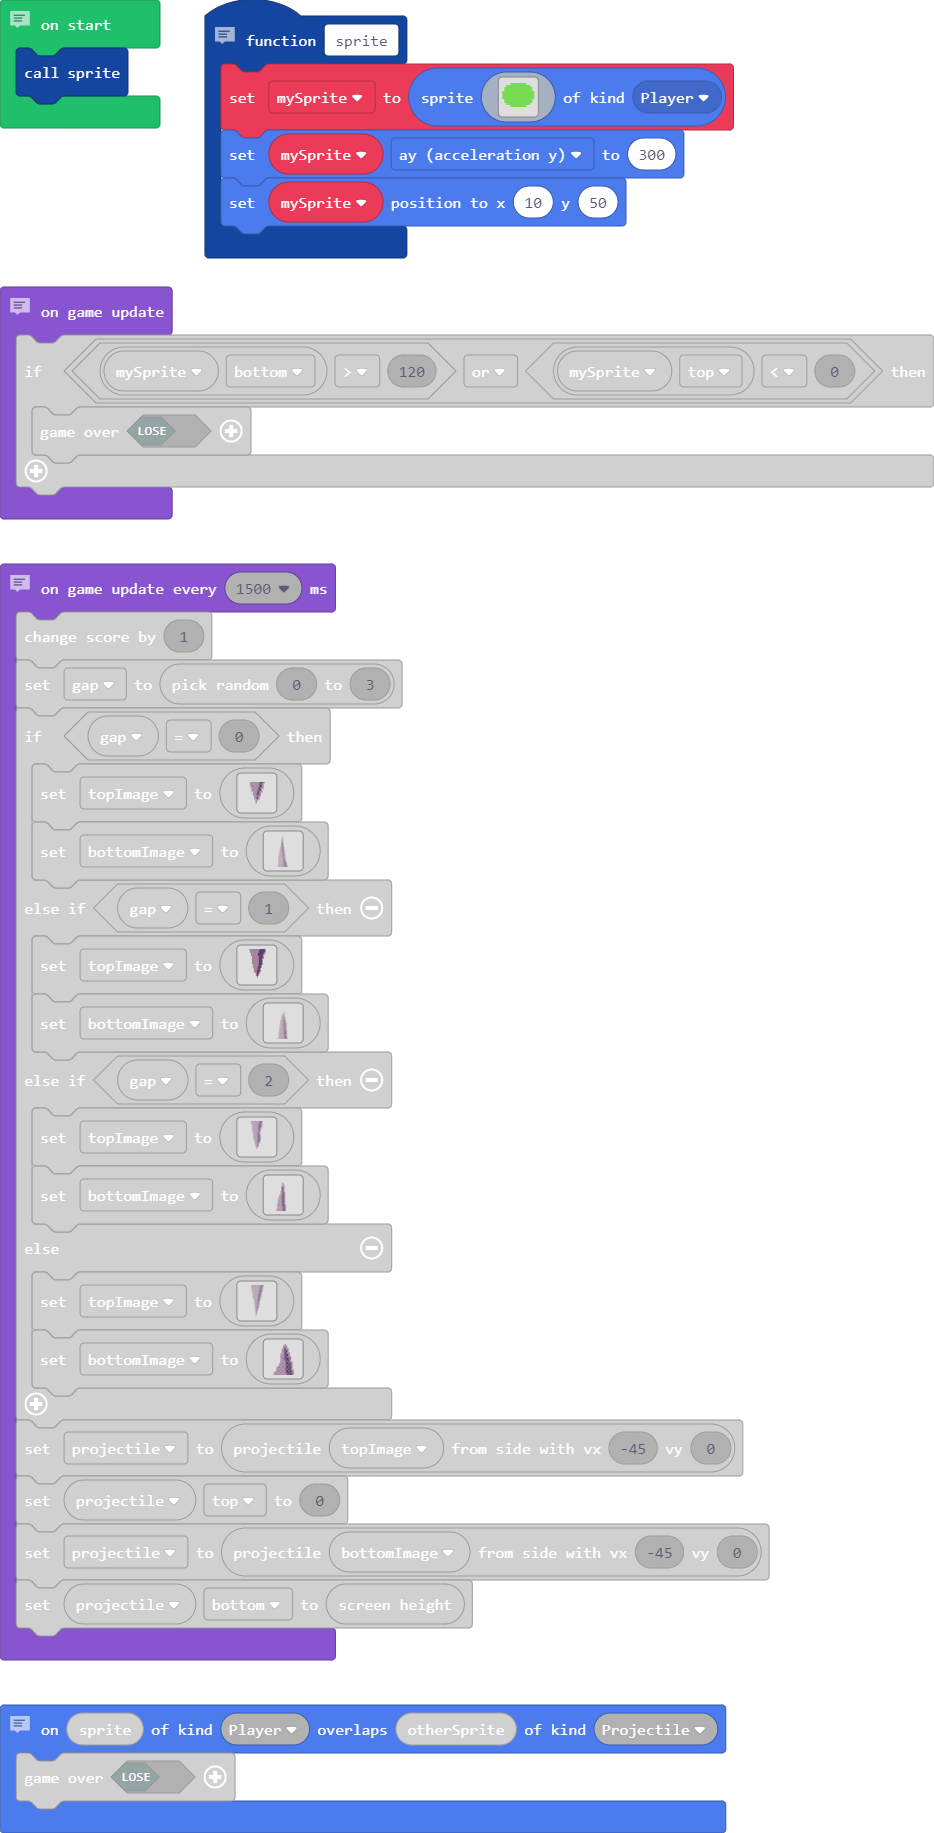 on start
call sprite
function sprite
set mySprite to sprite of kind Player
set mySprite ay (acceleration y) to 300
set mySprite position to x 10 y 50
on game update
if mySprite bottom > 120 or mySprite top < 0 then
game over LOSE
on game update every 1500 ms
change score by 1
set gap to pick random 0 to 3
if gap = 0 then
set topImage to
set bottomImage to
else if gap = 1 then
set topImage to
set bottomImage to
else if gap = 2 then
set topImage to
set bottomImage to
else
set topImage to
set bottomImage to
set projectile to projectile topImage from side with vx -45 vy 0
set projectile top to 0
set projectile to projectile bottomImage from side with vx -45 vy 0
set projectile bottom to screen height
on sprite of kind Player overlaps otherSprite of kind Projectile
game over LOSE